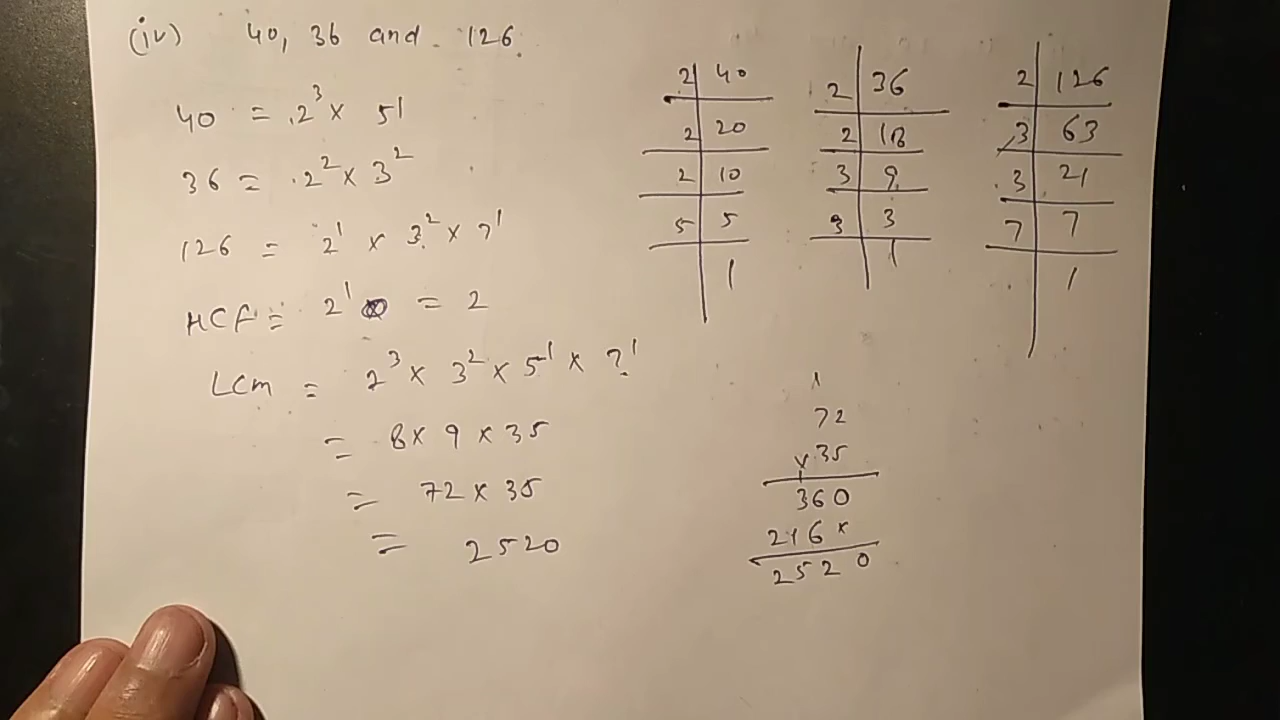 (iv) 40, 36 and 126.
40 = 2³ × 5¹
36 = 2² × 3²
126 = 2¹ × 3² × 7¹
HCF = 2¹ = 2
LCM = 2³ × 3² × 5¹ × 7¹
= 8 × 9 × 35
= 72 × 35
= 2520
2 | 40
2 | 20
2 | 10
5 | 5
1
2 | 36
2 | 18
3 | 9
3 | 3
1
2 | 126
3 | 63
3 | 21
7 | 7
1
1
72
×35
360
216×
2520